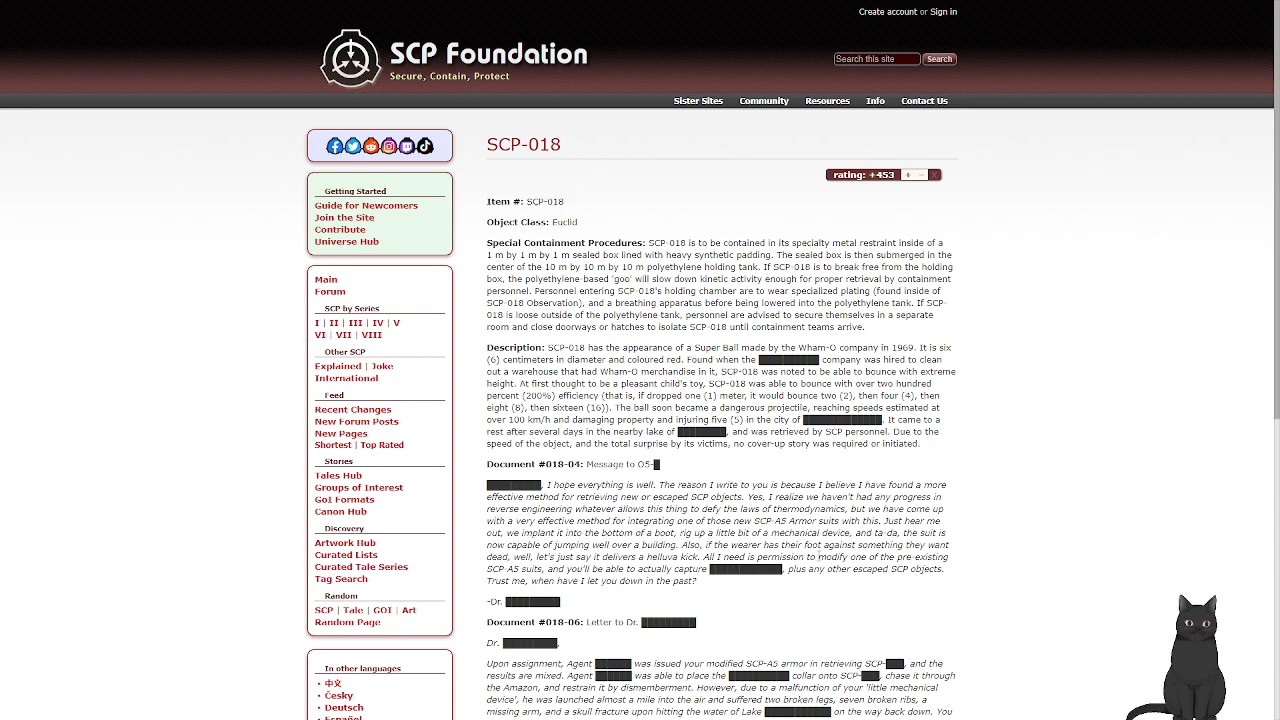 Create account or Sign in
SCP Foundation
Secure, Contain, Protect
Search this site
Search
Sister Sites Community Resources Info Contact Us
Getting Started
Guide for Newcomers
Join the Site
Contribute
Universe Hub
Main
Forum
SCP by Series
I | II | III | IV | V
VI | VII | VIII
Other SCP
Explained | Joke
International
Feed
Recent Changes
New Forum Posts
New Pages
Shortest | Top Rated
Stories
Tales Hub
Groups of Interest
GoI Formats
Canon Hub
Discovery
Artwork Hub
Curated Lists
Curated Tale Series
Tag Search
Random
SCP | Tale | GOI | Art
Random Page
In other languages
中文
Česky
Deutsch
Español
SCP-018
rating: +453 + − X
Item #: SCP-018
Object Class: Euclid
Special Containment Procedures: SCP-018 is to be contained in its specialty metal restraint inside of a
1 m by 1 m by 1 m sealed box lined with heavy synthetic padding. The sealed box is then submerged in the
center of the 10 m by 10 m by 10 m polyethylene holding tank. If SCP-018 is to break free from the holding
box, the polyethylene-based 'goo' will slow down kinetic activity enough for proper retrieval by containment
personnel. Personnel entering SCP-018's holding chamber are to wear specialized plating (found inside of
SCP-018 Observation), and a breathing apparatus before being lowered into the polyethylene tank. If SCP-
018 is loose outside of the polyethylene tank, personnel are advised to secure themselves in a separate
room and close doorways or hatches to isolate SCP-018 until containment teams arrive.
Description: SCP-018 has the appearance of a Super Ball made by the Wham-O company in 1969. It is six
(6) centimeters in diameter and coloured red. Found when the ██████████ company was hired to clean
out a warehouse that had Wham-O merchandise in it, SCP-018 was noted to be able to bounce with extreme
height. At first thought to be a pleasant child's toy, SCP-018 was able to bounce with over two hundred
percent (200%) efficiency (that is, if dropped one (1) meter, it would bounce two (2), then four (4), then
eight (8), then sixteen (16)). The ball soon became a dangerous projectile, reaching speeds estimated at
over 100 km/h and damaging property and injuring five (5) in the city of █████████████. It came to a
rest after several days in the nearby lake of ████████, and was retrieved by SCP personnel. Due to the
speed of the object, and the total surprise by its victims, no cover-up story was required or initiated.
Document #018-04: Message to O5-█
█████████, I hope everything is well. The reason I write to you is because I believe I have found a more
effective method for retrieving new or escaped SCP objects. Yes, I realize we haven't had any progress in
reverse engineering whatever allows this thing to defy the laws of thermodynamics, but we have come up
with a very effective method for integrating one of those new SCP-A5 Armor suits with this. Just hear me
out, we implant it into the bottom of a boot, rig up a little bit of a mechanical device, and ta-da, the suit is
now capable of jumping well over a building. Also, if the wearer has their foot against something they want
dead, well, let's just say it delivers a helluva kick. All I need is permission to modify one of the pre-existing
SCP-A5 suits, and you'll be able to actually capture ████████████, plus any other escaped SCP objects.
Trust me, when have I let you down in the past?
-Dr. █████████
Document #018-06: Letter to Dr. █████████
Dr. █████████,
Upon assignment, Agent ██████ was issued your modified SCP-A5 armor in retrieving SCP-███, and the
results are mixed. Agent ██████ was able to place the ██████████ collar onto SCP-███, chase it through
the Amazon, and restrain it by dismemberment. However, due to a malfunction of your 'little mechanical
device', he was launched almost a mile into the air and suffered two broken legs, seven broken ribs, a
missing arm, and a skull fracture upon hitting the water of Lake ███████████ on the way back down. You